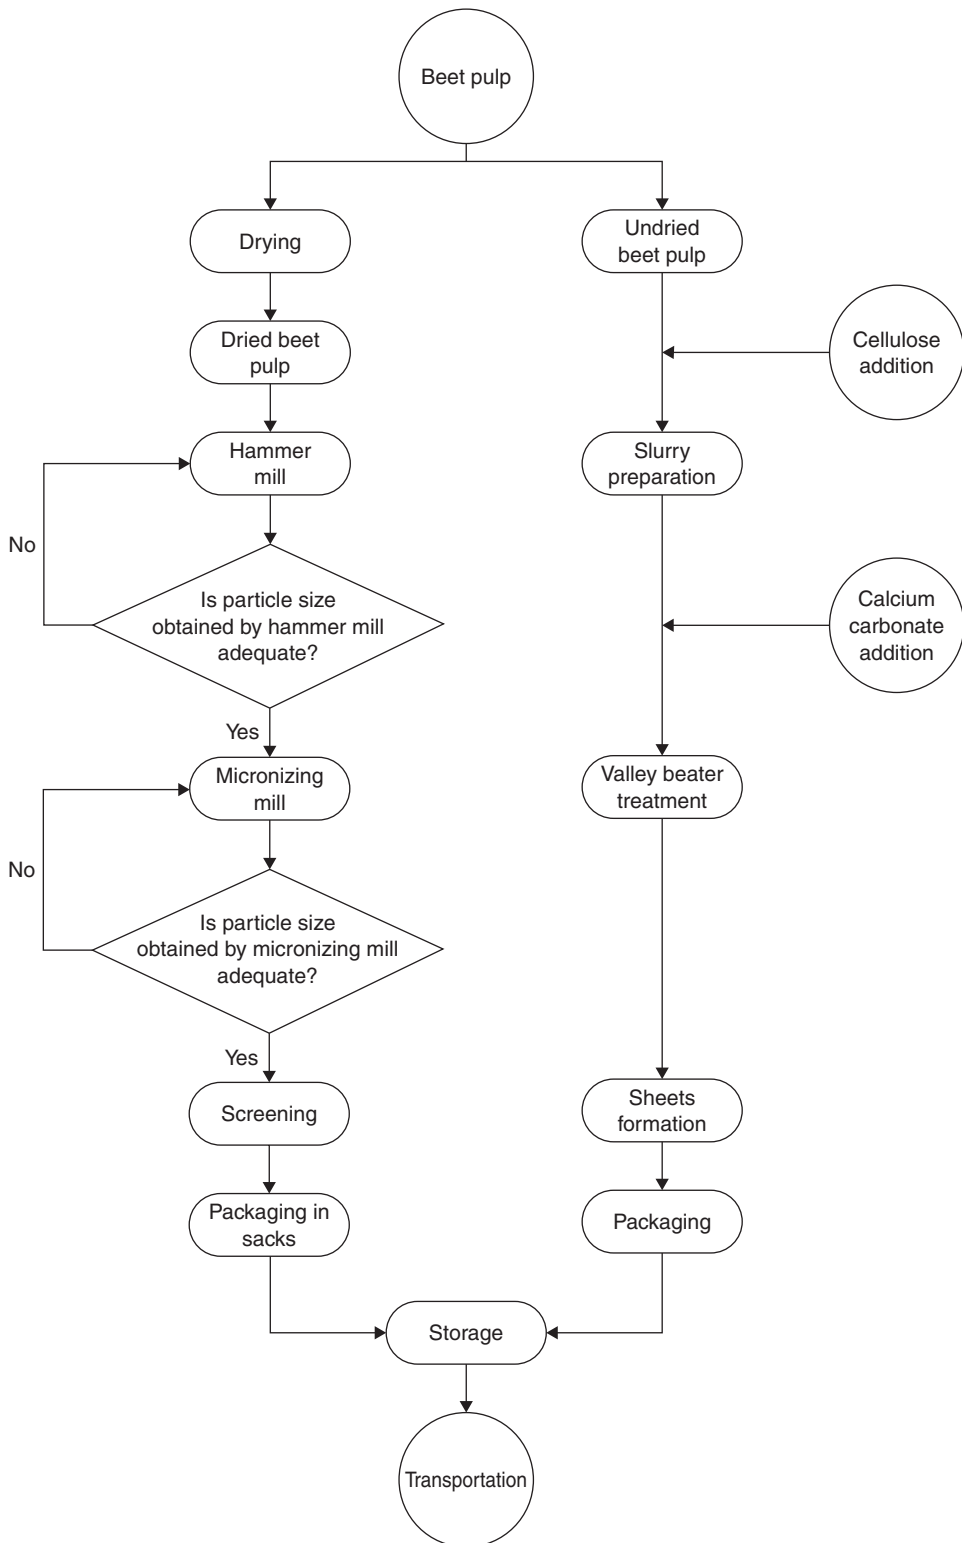 Beet pulp
Drying
Undried
beet pulp
Dried beet
pulp
Cellulose
addition
Hammer
mill
Slurry
preparation
No
Is particle size
obtained by hammer mill
adequate?
Calcium
carbonate
addition
Yes
Micronizing
mill
Valley beater
treatment
No
Is particle size
obtained by micronizing mill
adequate?
Yes
Screening
Sheets
formation
Packaging in
sacks
Packaging
Storage
Transportation